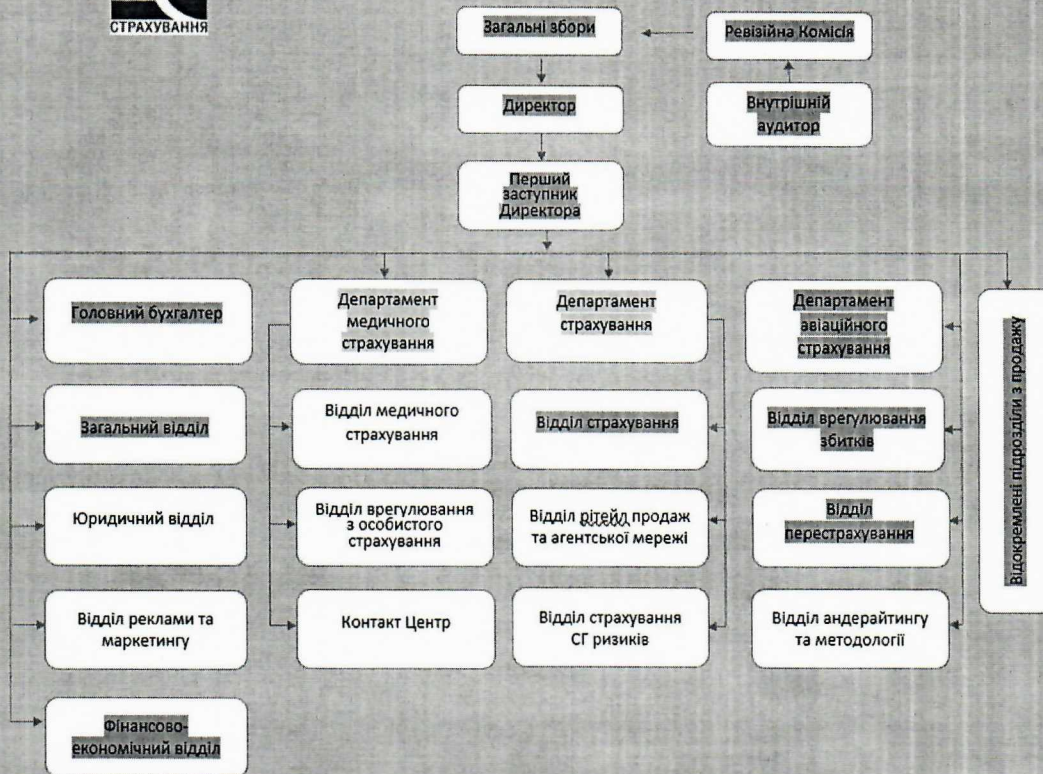 СТРАХУВАННЯ
Загальні збори
Ревізійна Комісія
Директор
Внутрішній
аудитор
Перший
заступник
Директора
Головний бухгалтер
Департамент
медичного
страхування
Департамент
страхування
Департамент
авіаційного
страхування
Відокремлені підрозділи з продажу
Загальний відділ
Відділ медичного
страхування
Відділ страхування
Відділ врегулювання
збитків
Юридичний відділ
Відділ врегулювання
з особистого
страхування
Відділ рітейл продаж
та агентської мережі
Відділ
перестрахування
Відділ реклами та
маркетингу
Контакт Центр
Відділ страхування
СГ ризиків
Відділ андерайтингу
та методології
Фінансово-
економічний відділ